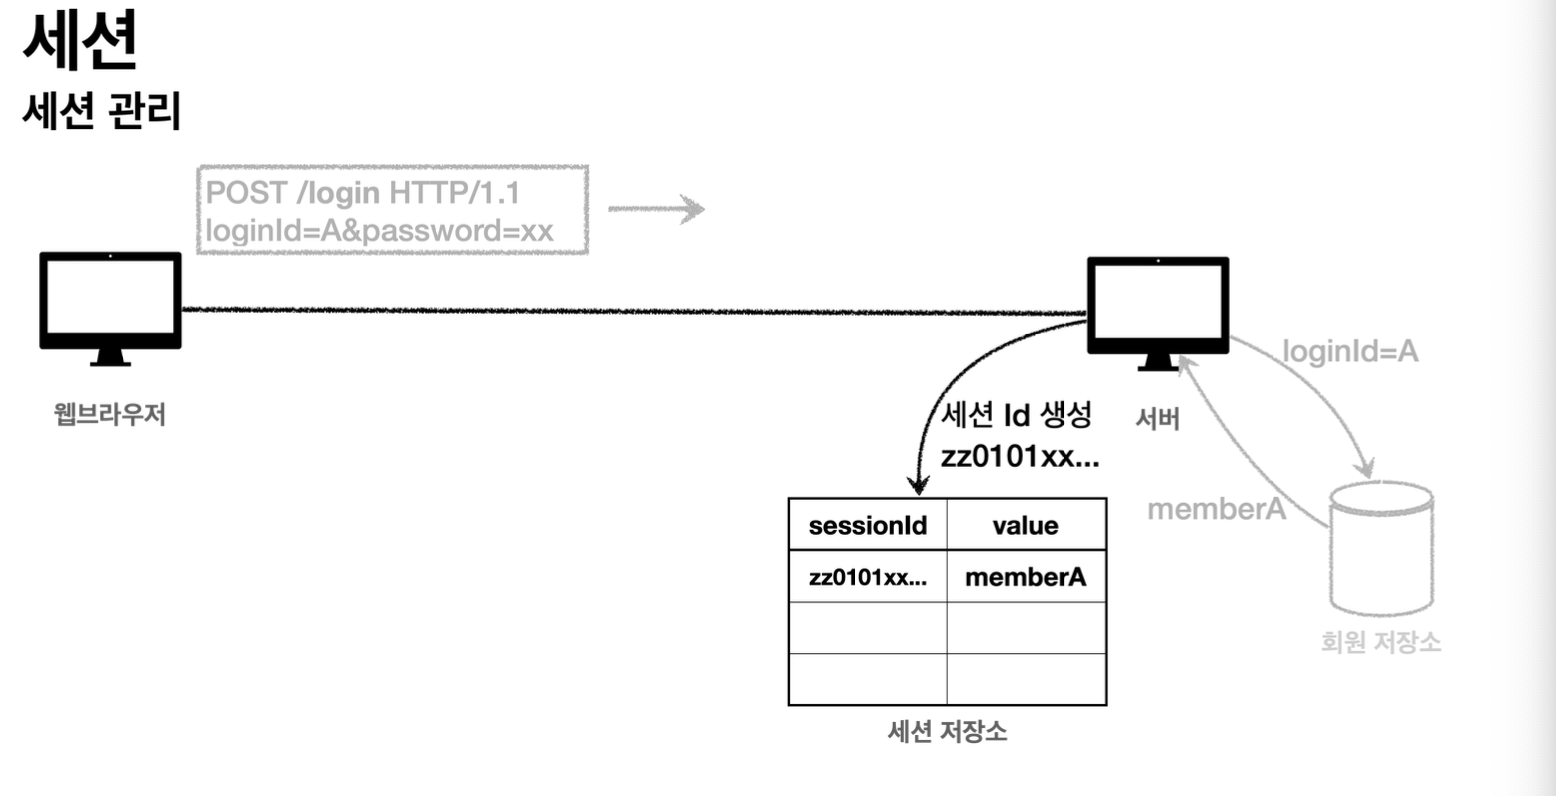 세션
세션 관리
POST /login HTTP/1.1
loginId=A&password=xx
웹브라우저
서버
loginId=A
memberA
회원 저장소
세션 Id 생성
zz0101xx...
sessionId value
zz0101xx... memberA
세션 저장소